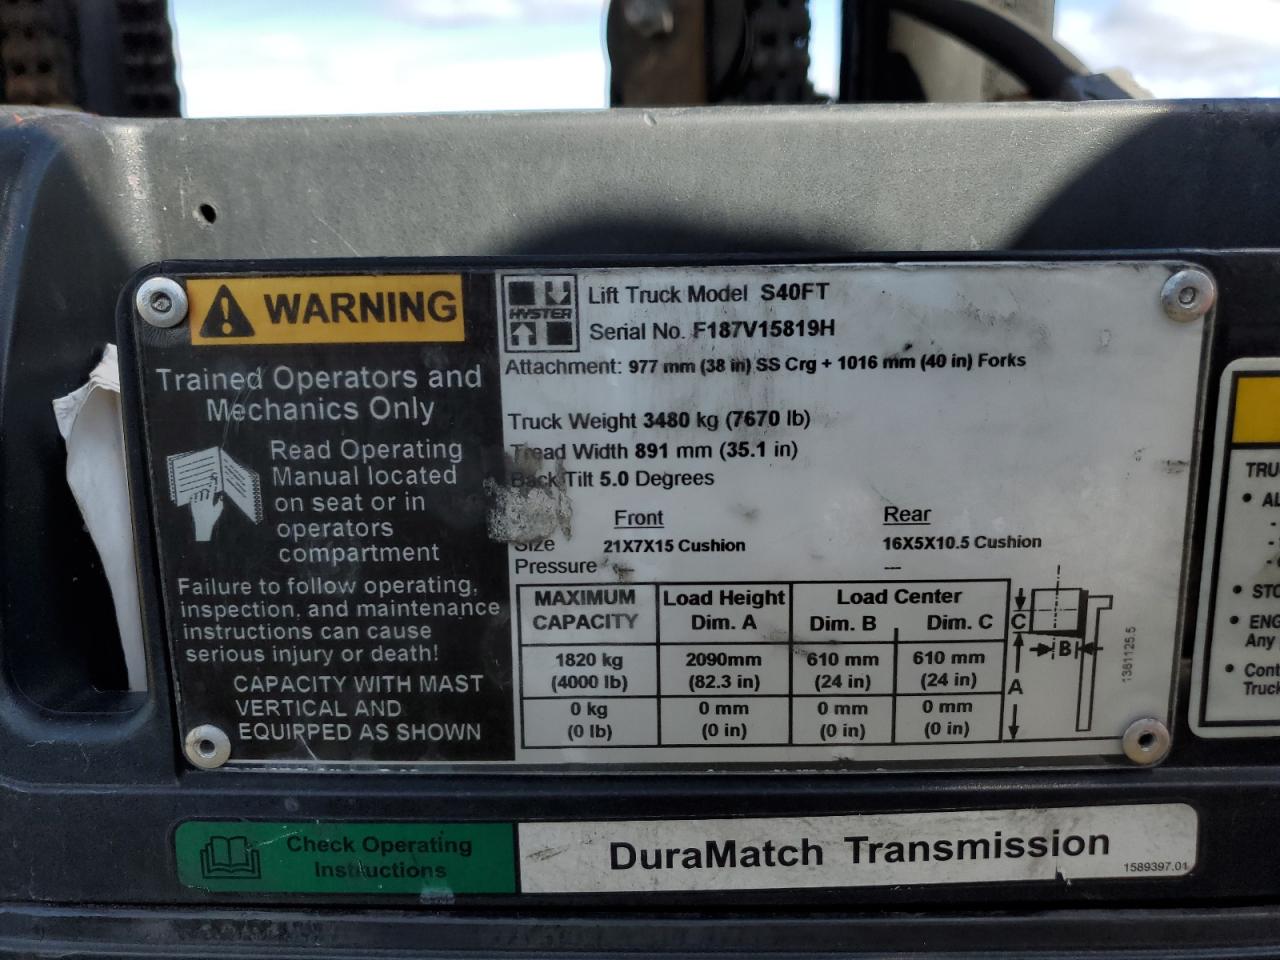 WARNING
Trained Operators and
Mechanics Only
Read Operating
Manual located
on seat or in
operators
compartment
Failure to follow operating,
inspection, and maintenance
instructions can cause
serious injury or death!
CAPACITY WITH MAST
VERTICAL AND
EQUIPPED AS SHOWN
HYSTER
Lift Truck Model S40FT
Serial No. F187V15819H
Attachment: 977 mm (38 in) SS Crg + 1016 mm (40 in) Forks
Truck Weight 3480 kg (7670 lb)
Tread Width 891 mm (35.1 in)
Back Tilt 5.0 Degrees
Front Rear
Size 21X7X15 Cushion 16X5X10.5 Cushion
Pressure --- ---
MAXIMUM CAPACITY Load Height Dim. A Load Center Dim. B Dim. C
1820 kg 2090mm 610 mm 610 mm
(4000 lb) (82.3 in) (24 in) (24 in)
0 kg 0 mm 0 mm 0 mm
(0 lb) (0 in) (0 in) (0 in)
C
B
A
1381125.5
Check Operating
Instructions
DuraMatch Transmission
1589397.01
TRU
• AL
• STO
• ENG
Any
• Cont
Truck